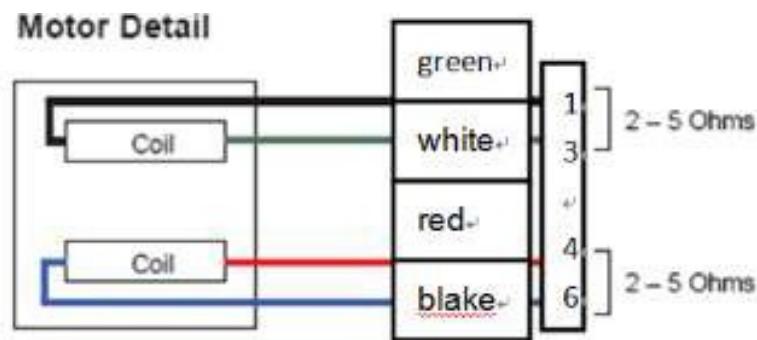 Motor Detail
green↵
1
2 – 5 Ohms
Coil
white↵
3
↵
red↵
4
Coil
2 – 5 Ohms
blake↵
6